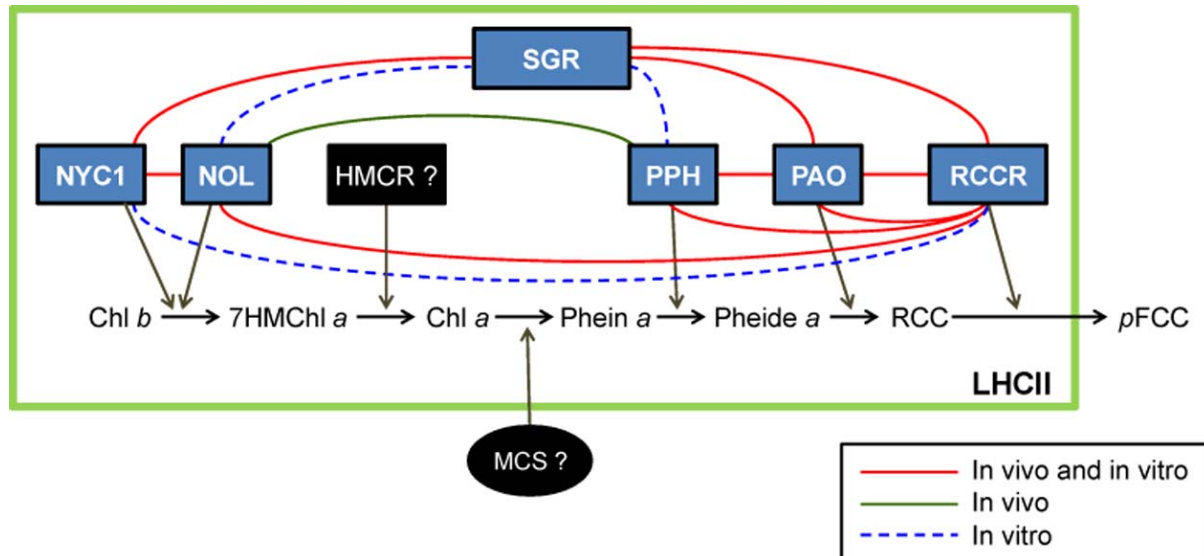 SGR
NYC1 NOL HMCR ? PPH PAO RCCR
Chl b 7HMChl a Chl a Phein a Pheide a RCC pFCC
LHCII
MCS ?
In vivo and in vitro
In vivo
In vitro